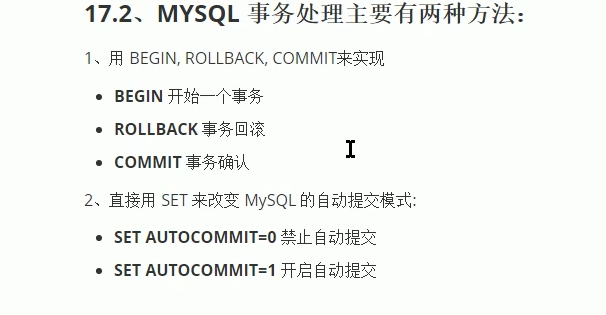 17.2、MYSQL 事务处理主要有两种方法：
1、用 BEGIN, ROLLBACK, COMMIT来实现
• BEGIN 开始一个事务
• ROLLBACK 事务回滚
• COMMIT 事务确认
2、直接用 SET 来改变 MySQL 的自动提交模式:
• SET AUTOCOMMIT=0 禁止自动提交
• SET AUTOCOMMIT=1 开启自动提交